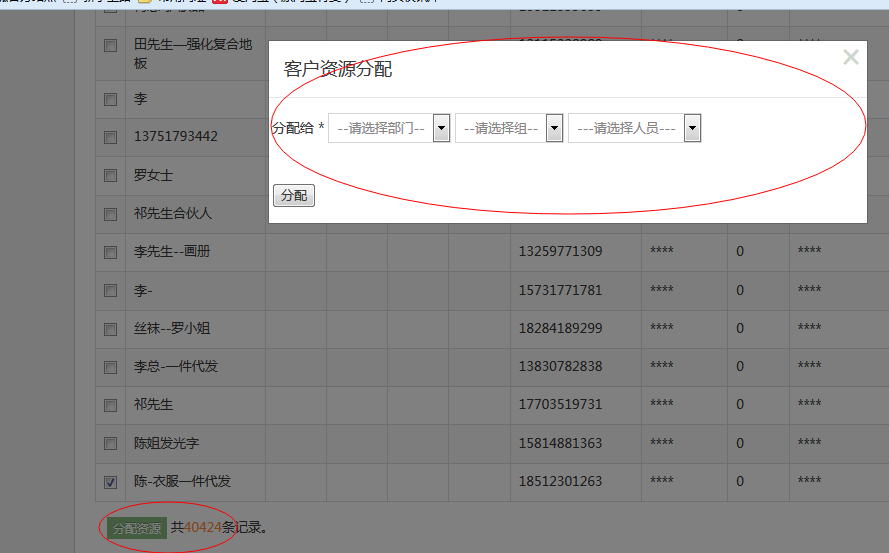 客户资源分配
×
分配给 * --请选择部门-- --请选择组-- ---请选择人员---
分配
田先生—强化复合地
板
李
13751793442
罗女士
祁先生合伙人
李先生--画册 13259771309 **** 0 ****
李- 15731771781 **** 0 ****
丝袜--罗小姐 18284189299 **** 0 ****
李总-一件代发 13830782838 **** 0 ****
祁先生 17703519731 **** 0 ****
陈姐发光字 15814881363 **** 0 ****
陈-衣服一件代发 18512301263 **** 0 ****
分配资源 共40424条记录。